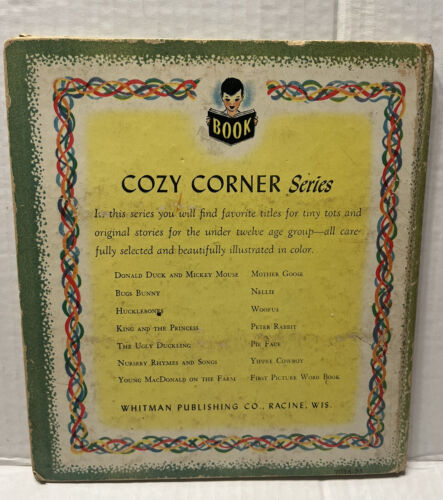 BOOK
COZY CORNER Series
In this series you will find favorite titles for tiny tots and
original stories for the under twelve age group—all care-
fully selected and beautifully illustrated in color.
DONALD DUCK AND MICKEY MOUSE
BUGS BUNNY
HUCKLEBONES
KING AND THE PRINCESS
THE UGLY DUCKLING
NURSERY RHYMES AND SONGS
YOUNG MACDONALD ON THE FARM
MOTHER GOOSE
NELLIE
WOOFUS
PETER RABBIT
PIE FACE
YIPPEE COWBOY
FIRST PICTURE WORD BOOK
WHITMAN PUBLISHING CO., RACINE, WIS.